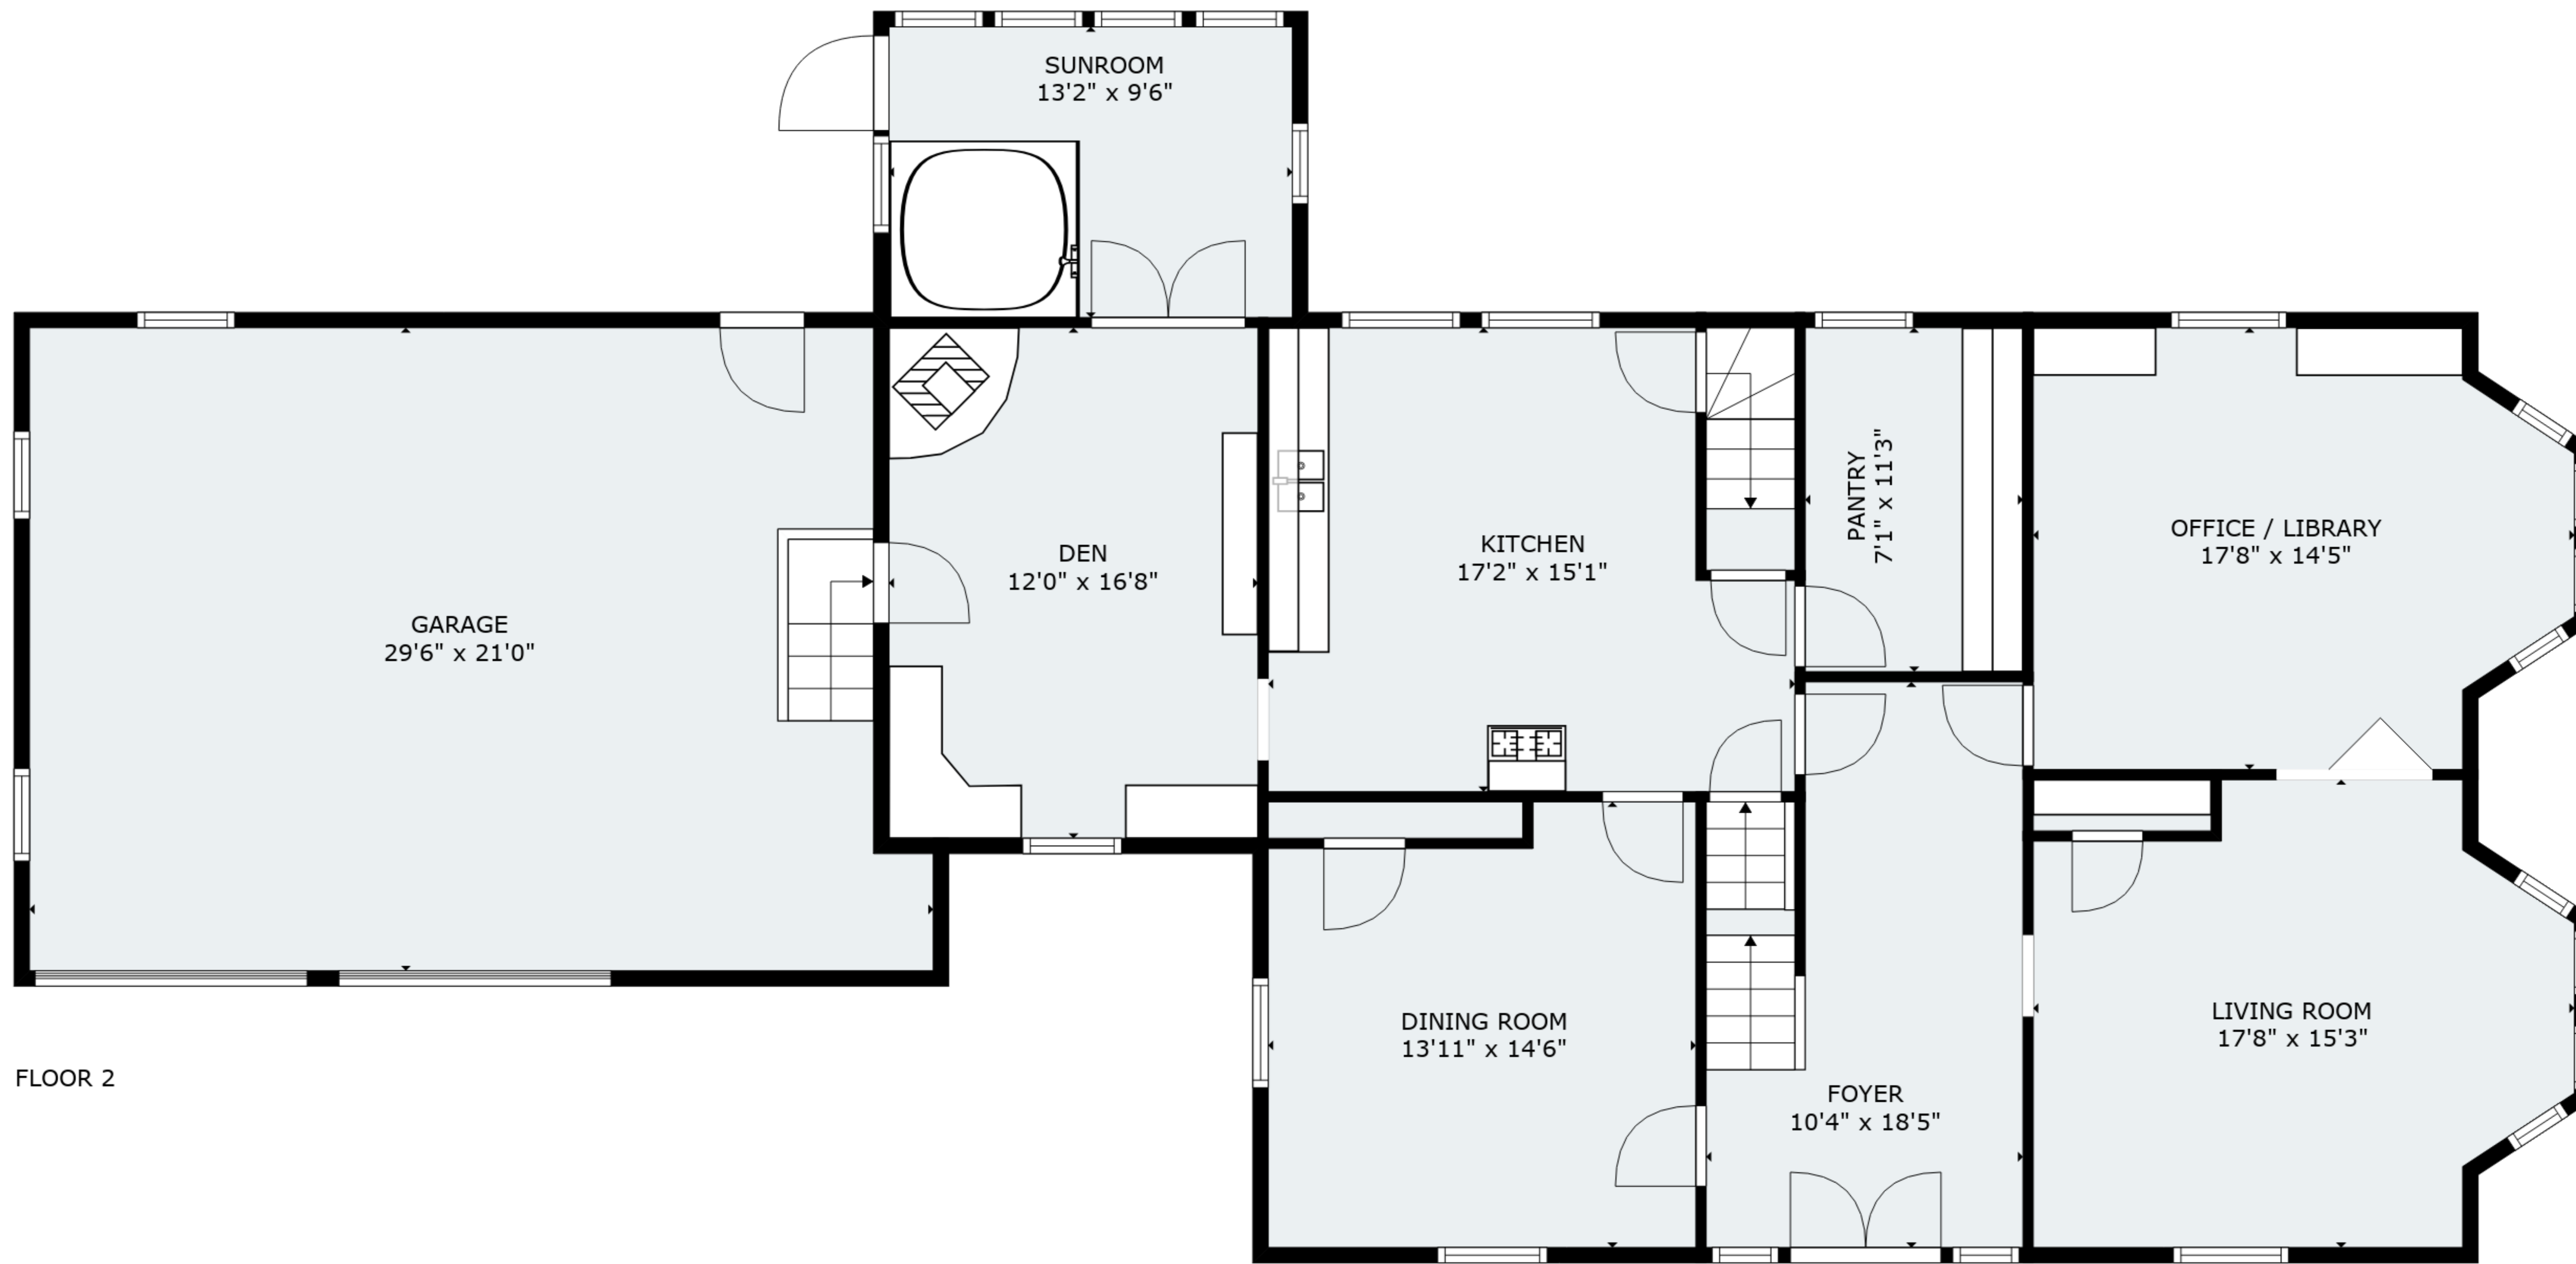 SUNROOM
13'2" x 9'6"
GARAGE
29'6" x 21'0"
DEN
12'0" x 16'8"
KITCHEN
17'2" x 15'1"
PANTRY
7'1" x 11'3"
OFFICE / LIBRARY
17'8" x 14'5"
DINING ROOM
13'11" x 14'6"
FOYER
10'4" x 18'5"
LIVING ROOM
17'8" x 15'3"
FLOOR 2